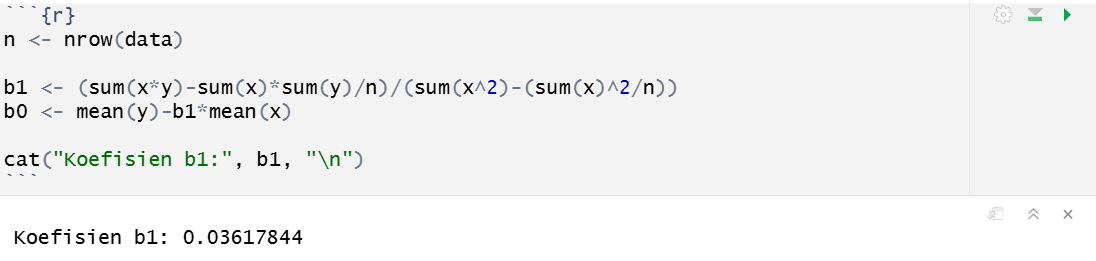 ```{r}
n <- nrow(data)
b1 <- (sum(x*y)-sum(x)*sum(y)/n)/(sum(x^2)-(sum(x)^2/n))
b0 <- mean(y)-b1*mean(x)
cat("Koefisien b1:", b1, "\n")
```
Koefisien b1: 0.03617844